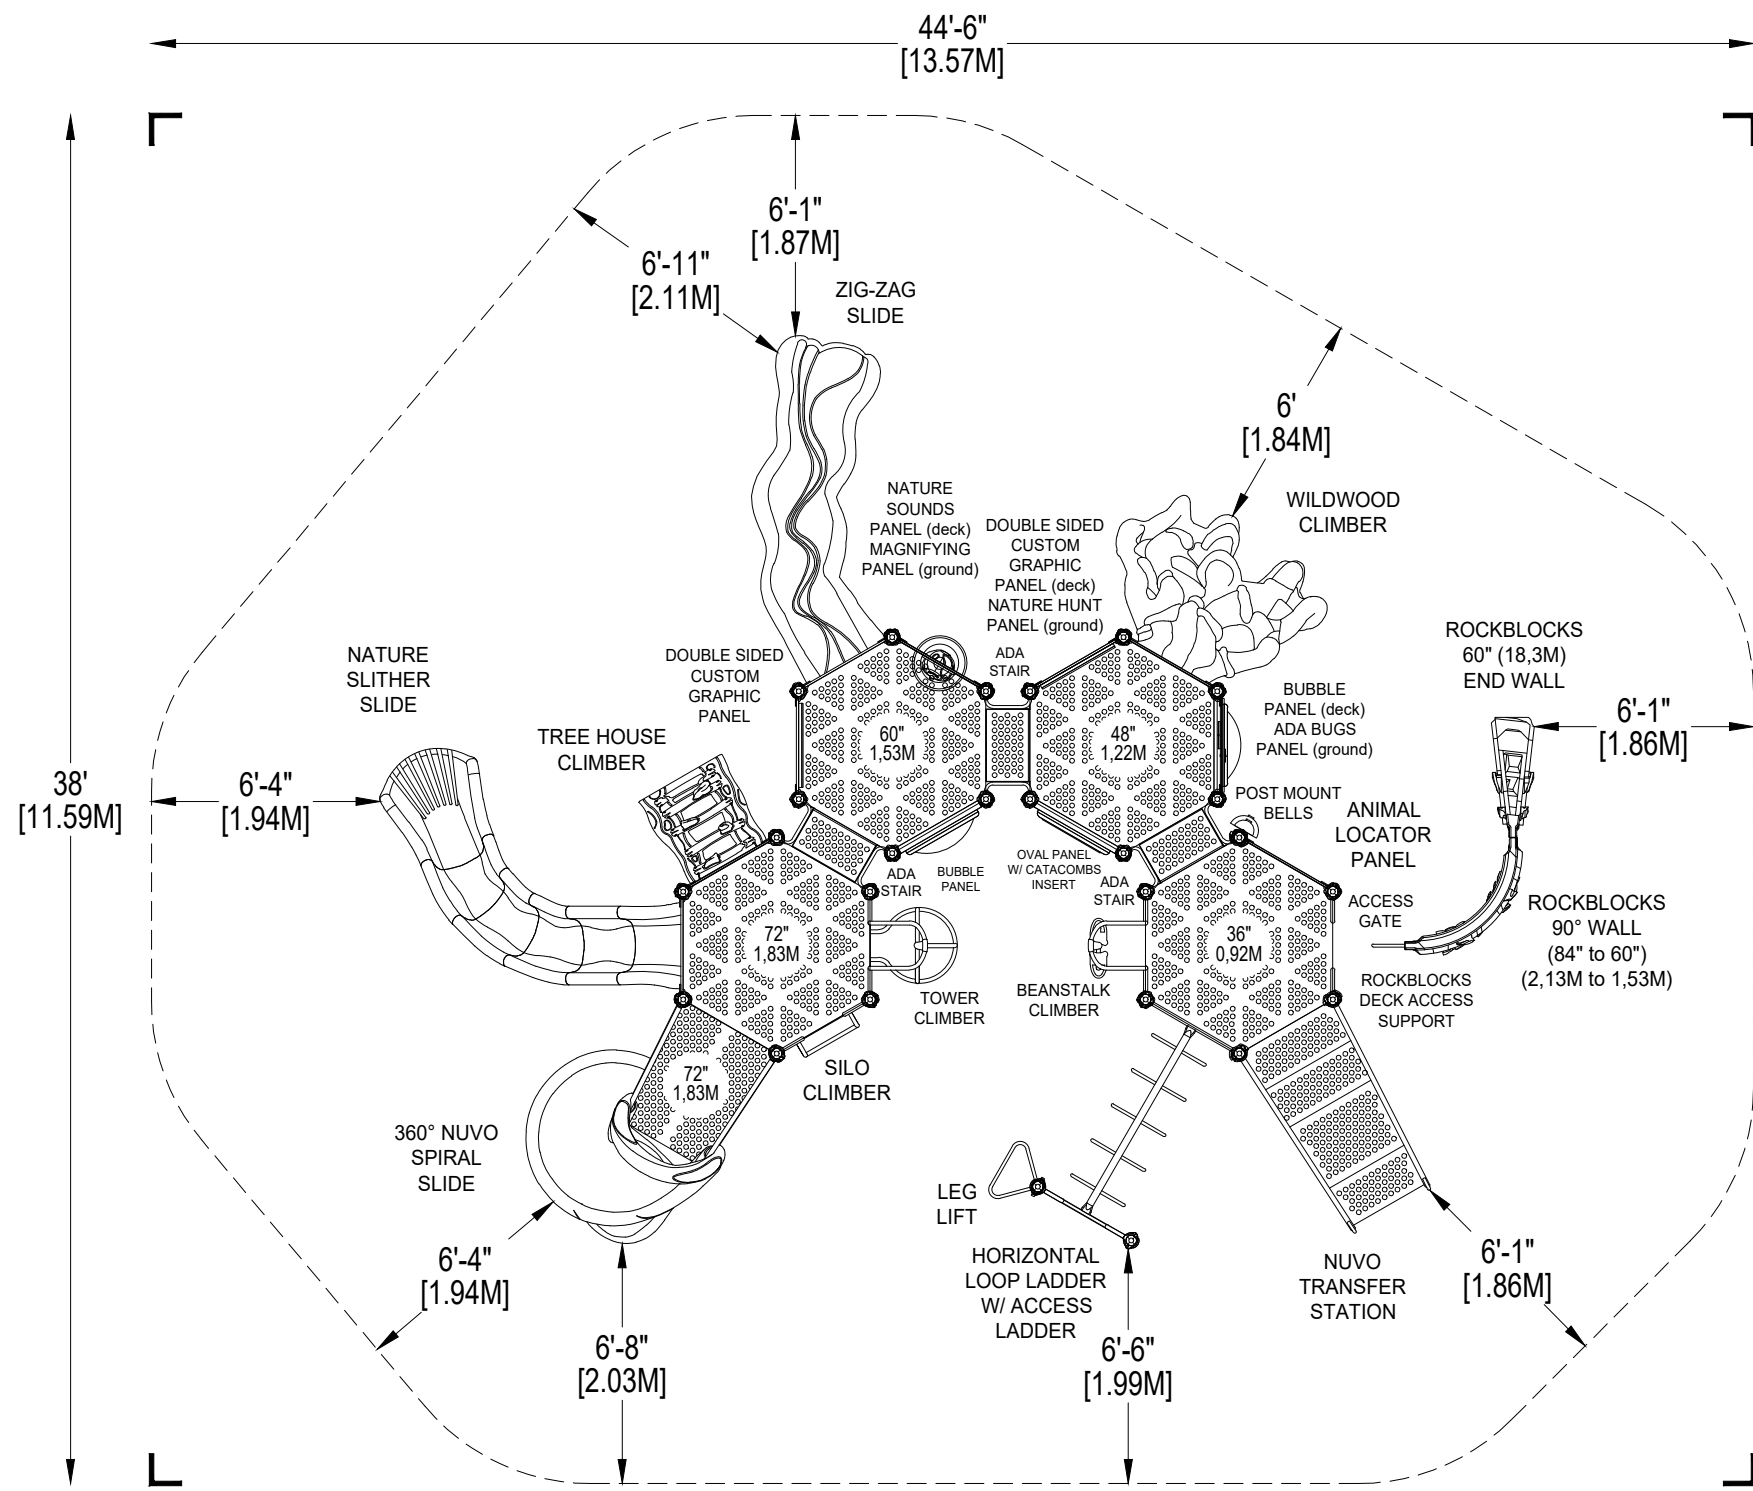 44'-6"
[13.57M]
6'-1"
[1.87M]
6'-11"
[2.11M]
ZIG-ZAG
SLIDE
6'
[1.84M]
NATURE
SOUNDS
PANEL (deck)
MAGNIFYING
PANEL (ground)
DOUBLE SIDED
CUSTOM
GRAPHIC
PANEL (deck)
NATURE HUNT
PANEL (ground)
WILDWOOD
CLIMBER
ADA
STAIR
ROCKBLOCKS
60" (18,3M)
END WALL
NATURE
SLITHER
SLIDE
DOUBLE SIDED
CUSTOM
GRAPHIC
PANEL
BUBBLE
PANEL (deck)
ADA BUGS
PANEL (ground)
6'-1"
[1.86M]
TREE HOUSE
CLIMBER
60"
1,53M
48"
1,22M
38'
[11.59M]
6'-4"
[1.94M]
POST MOUNT
BELLS
ANIMAL
LOCATOR
PANEL
ADA
STAIR
BUBBLE
PANEL
OVAL PANEL
W/ CATACOMBS
INSERT
ADA
STAIR
ACCESS
GATE
ROCKBLOCKS
90° WALL
(84" to 60")
(2,13M to 1,53M)
72"
1,83M
36"
0,92M
TOWER
CLIMBER
BEANSTALK
CLIMBER
ROCKBLOCKS
DECK ACCESS
SUPPORT
72"
1,83M
SILO
CLIMBER
360° NUVO
SPIRAL
SLIDE
LEG
LIFT
HORIZONTAL
LOOP LADDER
W/ ACCESS
LADDER
NUVO
TRANSFER
STATION
6'-1"
[1.86M]
6'-4"
[1.94M]
6'-8"
[2.03M]
6'-6"
[1.99M]